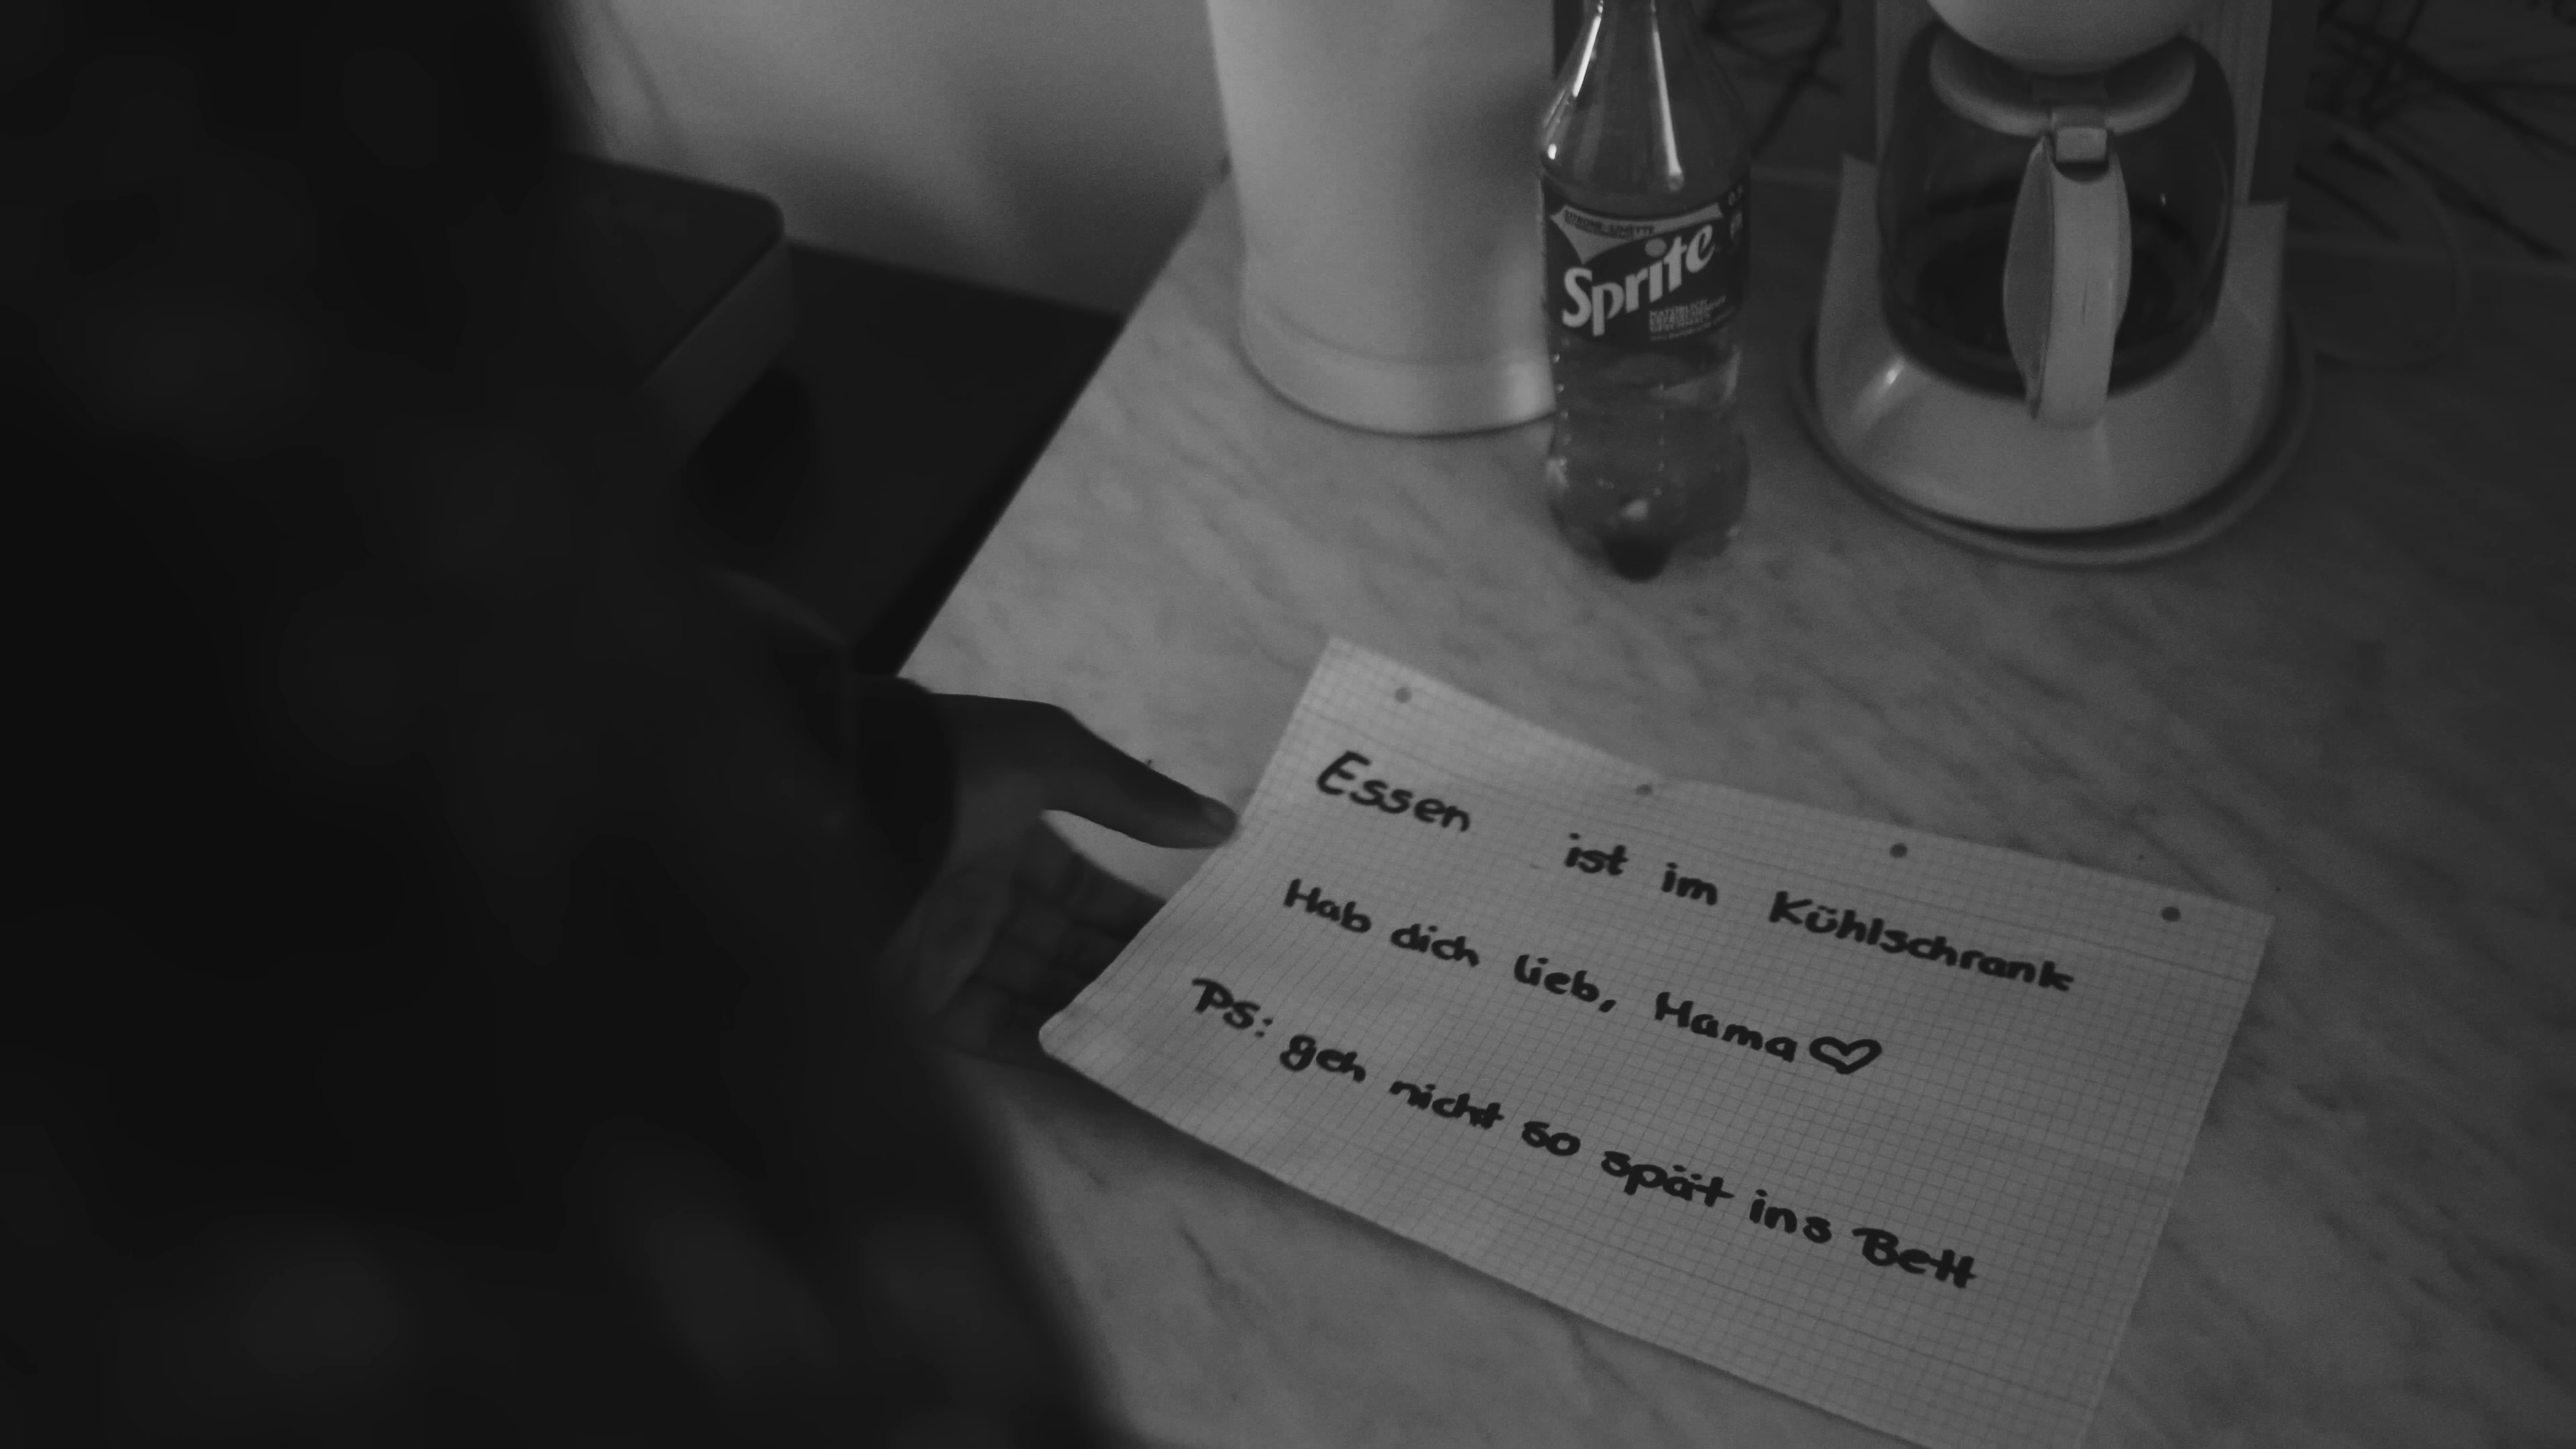 Sprite
Essen ist im Kühlschrank
Hab dich lieb, Mama♡
PS: geh nicht so spät ins Bett